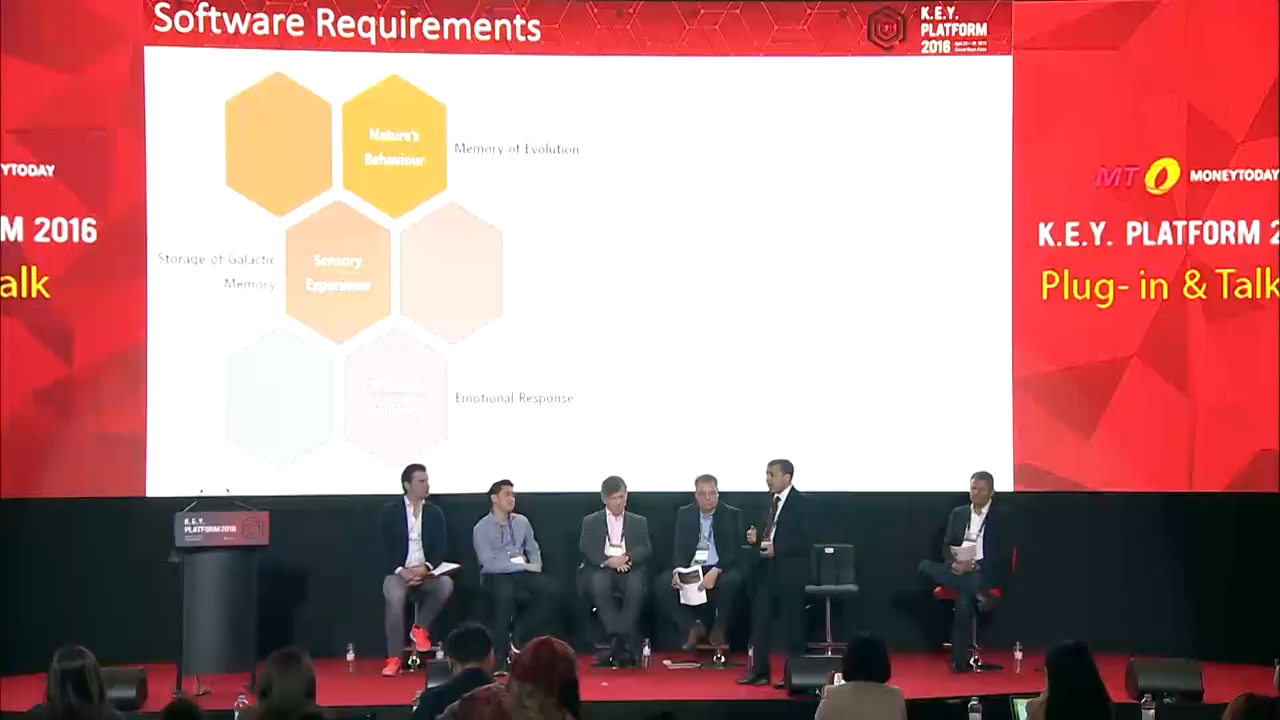 Software Requirements
K.E.Y.
PLATFORM
2016
Nature's
Behaviour
Memory of Evolution
Storage of Galactic
Memory
Sensory
Experience
Emotional Response
YTODAY
M 2016
alk
MT
MONEYTODAY
K.E.Y. PLATFORM 2
Plug- in & Talk
K.E.Y.
PLATFORM 2016